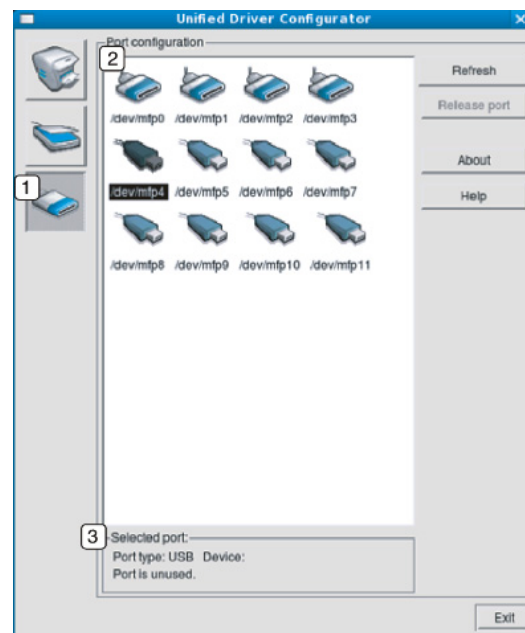 Unified Driver Configurator
Port configuration
2
/dev/mfp0 /dev/mfp1 /dev/mfp2 /dev/mfp3
/dev/mfp4 /dev/mfp5 /dev/mfp6 /dev/mfp7
/dev/mfp8 /dev/mfp9 /dev/mfp10 /dev/mfp11
1
Refresh
Release port
About
Help
3
Selected port:
Port type: USB Device:
Port is unused.
Exit